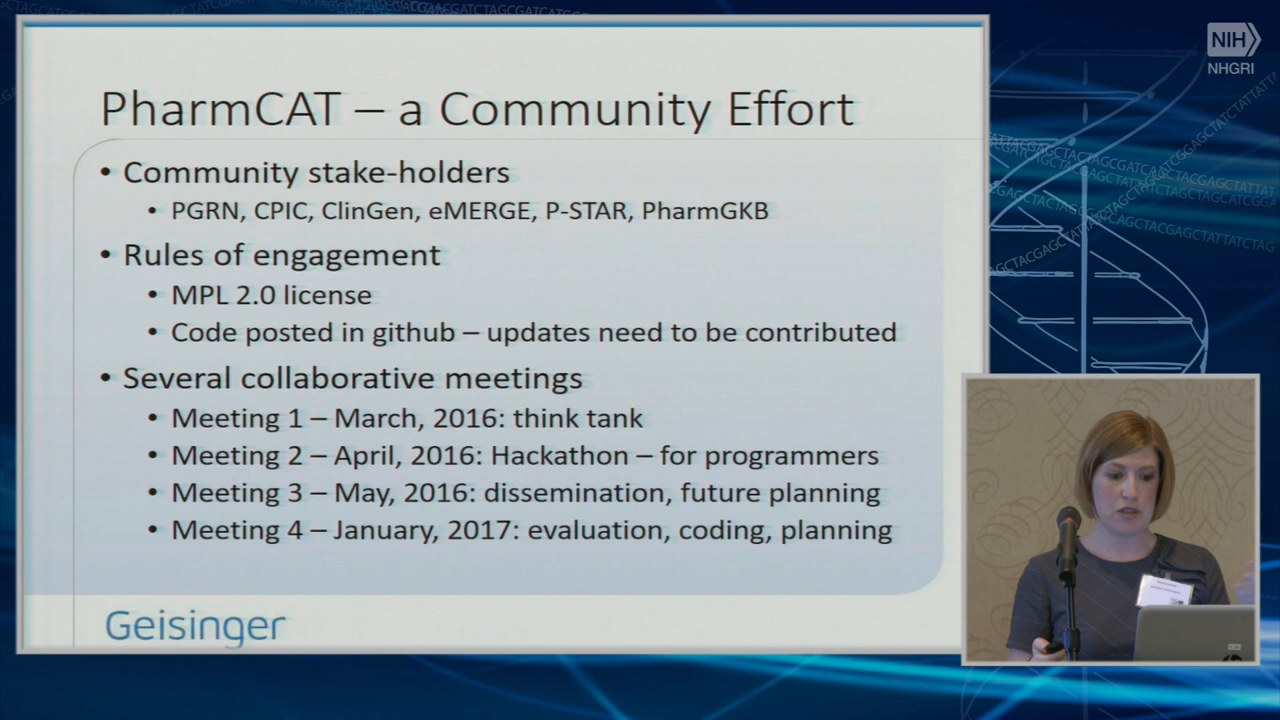 PharmCAT – a Community Effort
• Community stake-holders
• PGRN, CPIC, ClinGen, eMERGE, P-STAR, PharmGKB
• Rules of engagement
• MPL 2.0 license
• Code posted in github – updates need to be contributed
• Several collaborative meetings
• Meeting 1 – March, 2016: think tank
• Meeting 2 – April, 2016: Hackathon – for programmers
• Meeting 3 – May, 2016: dissemination, future planning
• Meeting 4 – January, 2017: evaluation, coding, planning
Geisinger
NIH
NHGRI